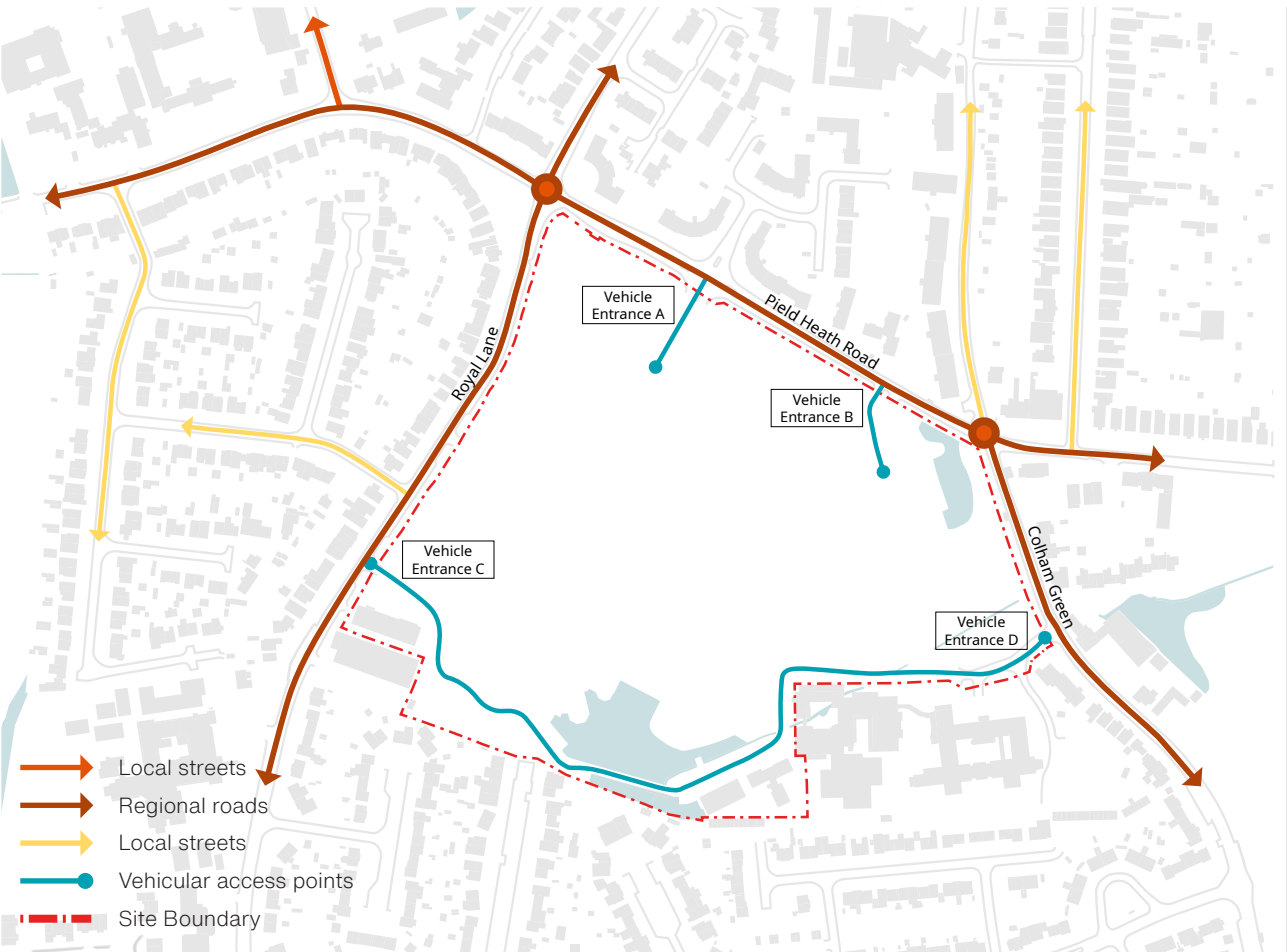 Vehicle
Entrance A
Pield Heath Road
Royal Lane
Vehicle
Entrance B
Colham Green
Vehicle
Entrance C
Vehicle
Entrance D
Local streets
Regional roads
Local streets
Vehicular access points
Site Boundary